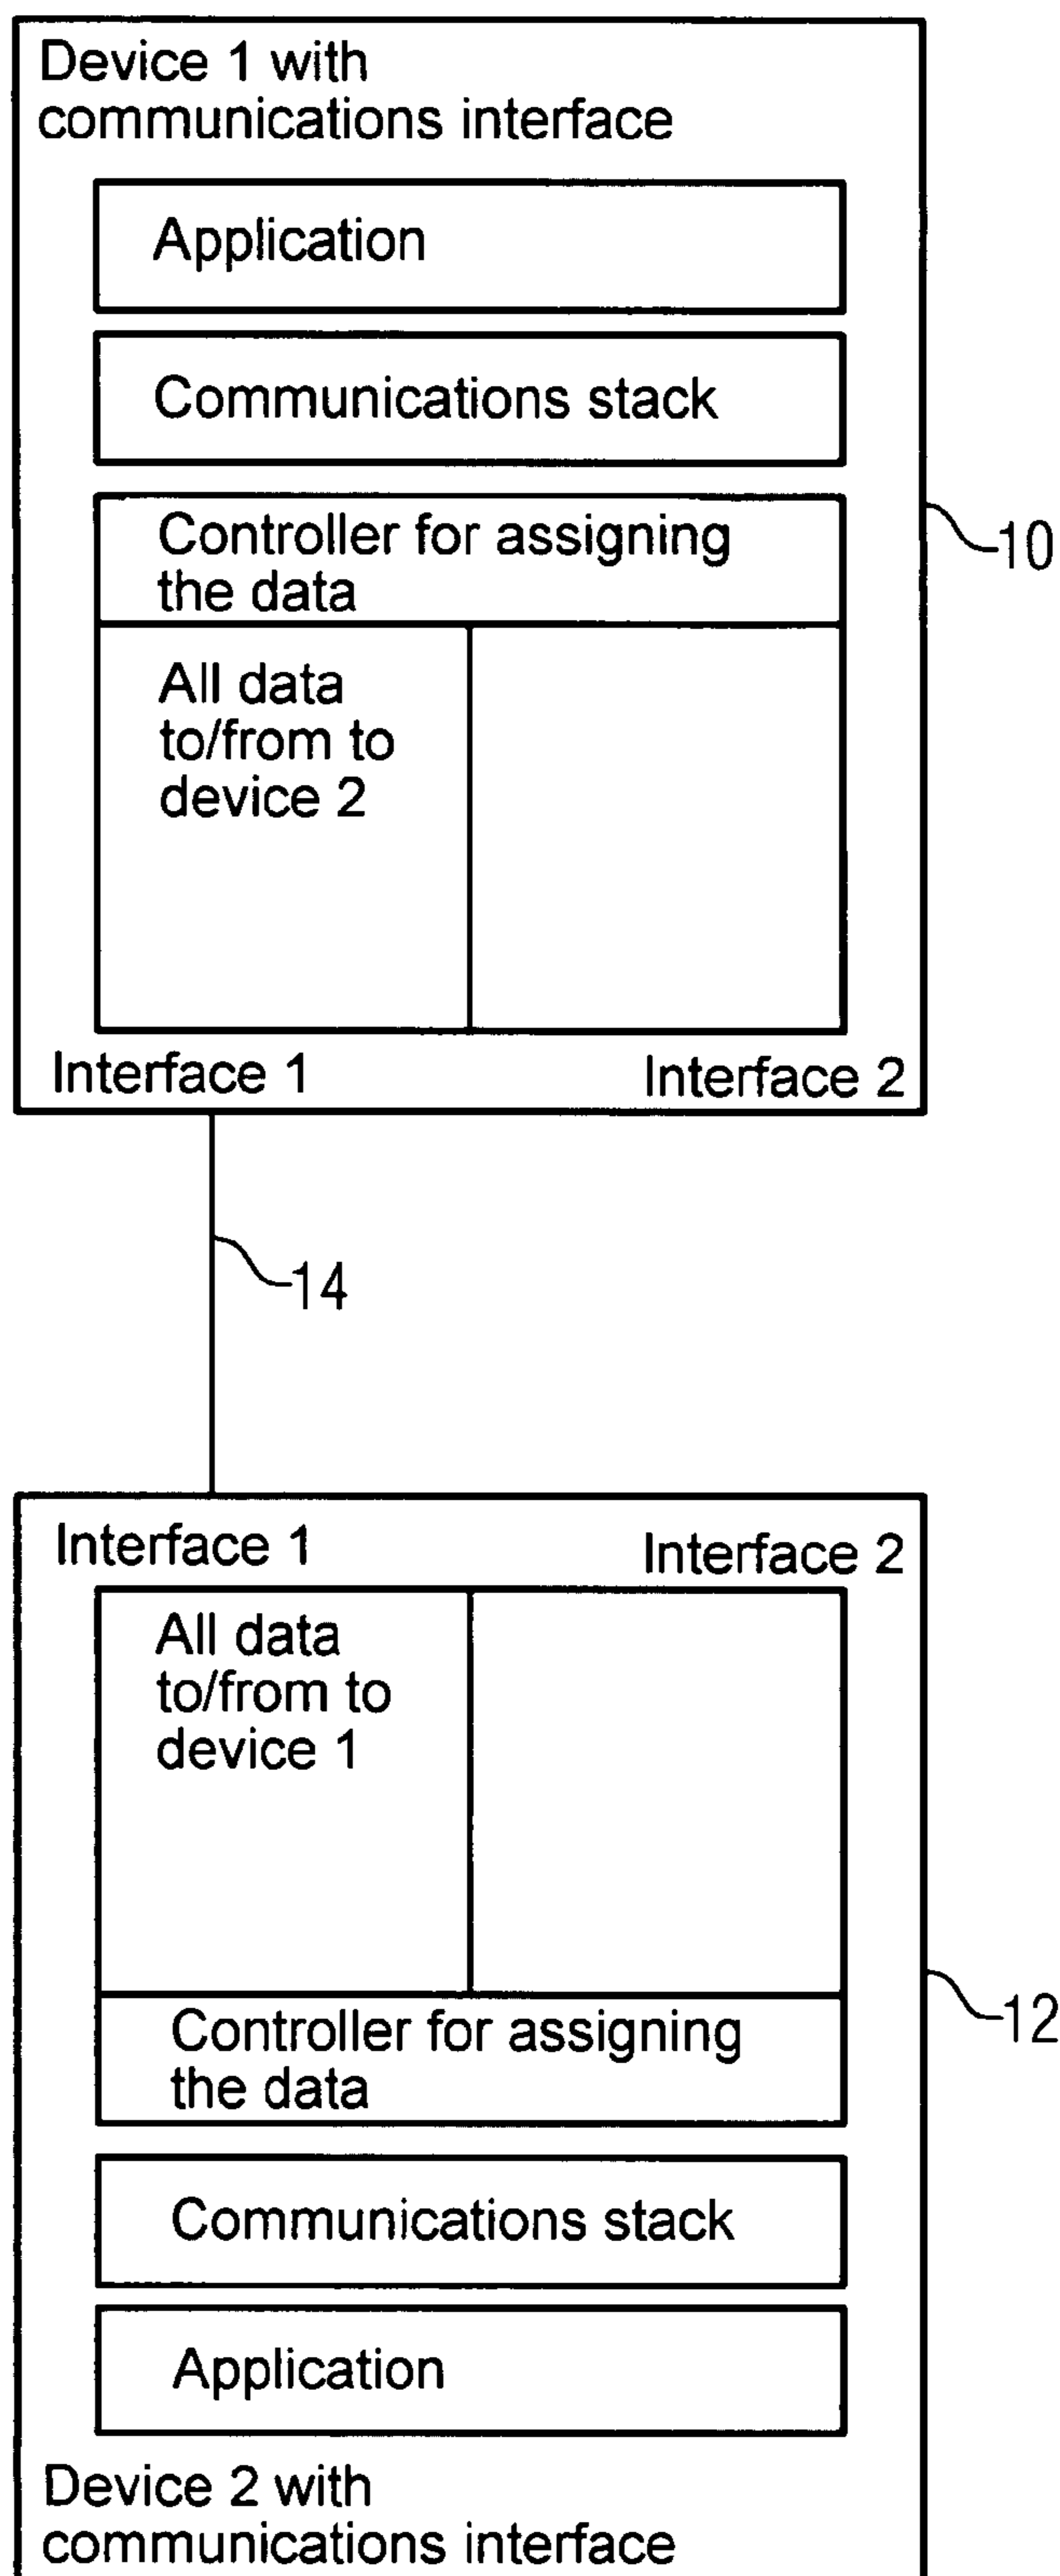 Device 1 with
communications interface
Application
Communications stack
Controller for assigning
the data
10
All data
to/from to
device 2
Interface 1
Interface 2
14
Interface 1
Interface 2
All data
to/from to
device 1
12
Controller for assigning
the data
Communications stack
Application
Device 2 with
communications interface